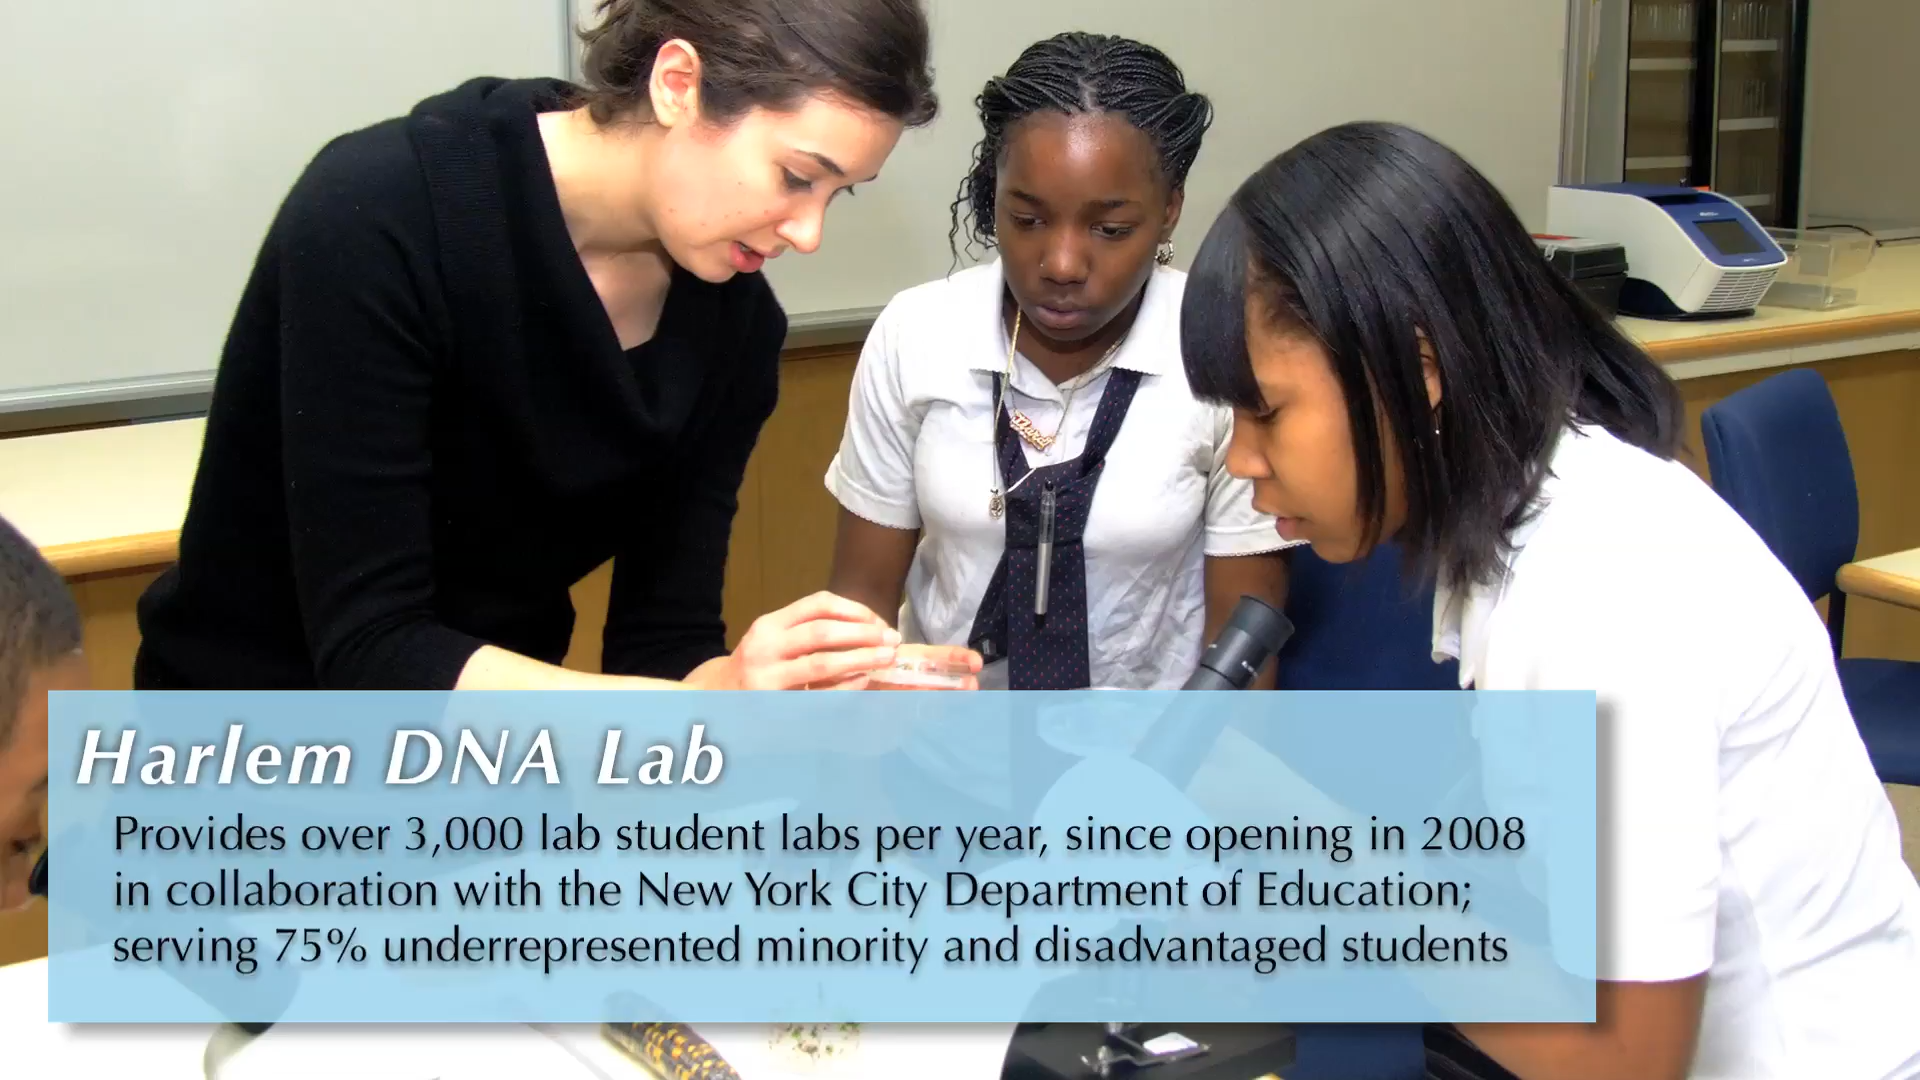 Harlem DNA Lab
Provides over 3,000 lab student labs per year, since opening in 2008
in collaboration with the New York City Department of Education;
serving 75% underrepresented minority and disadvantaged students